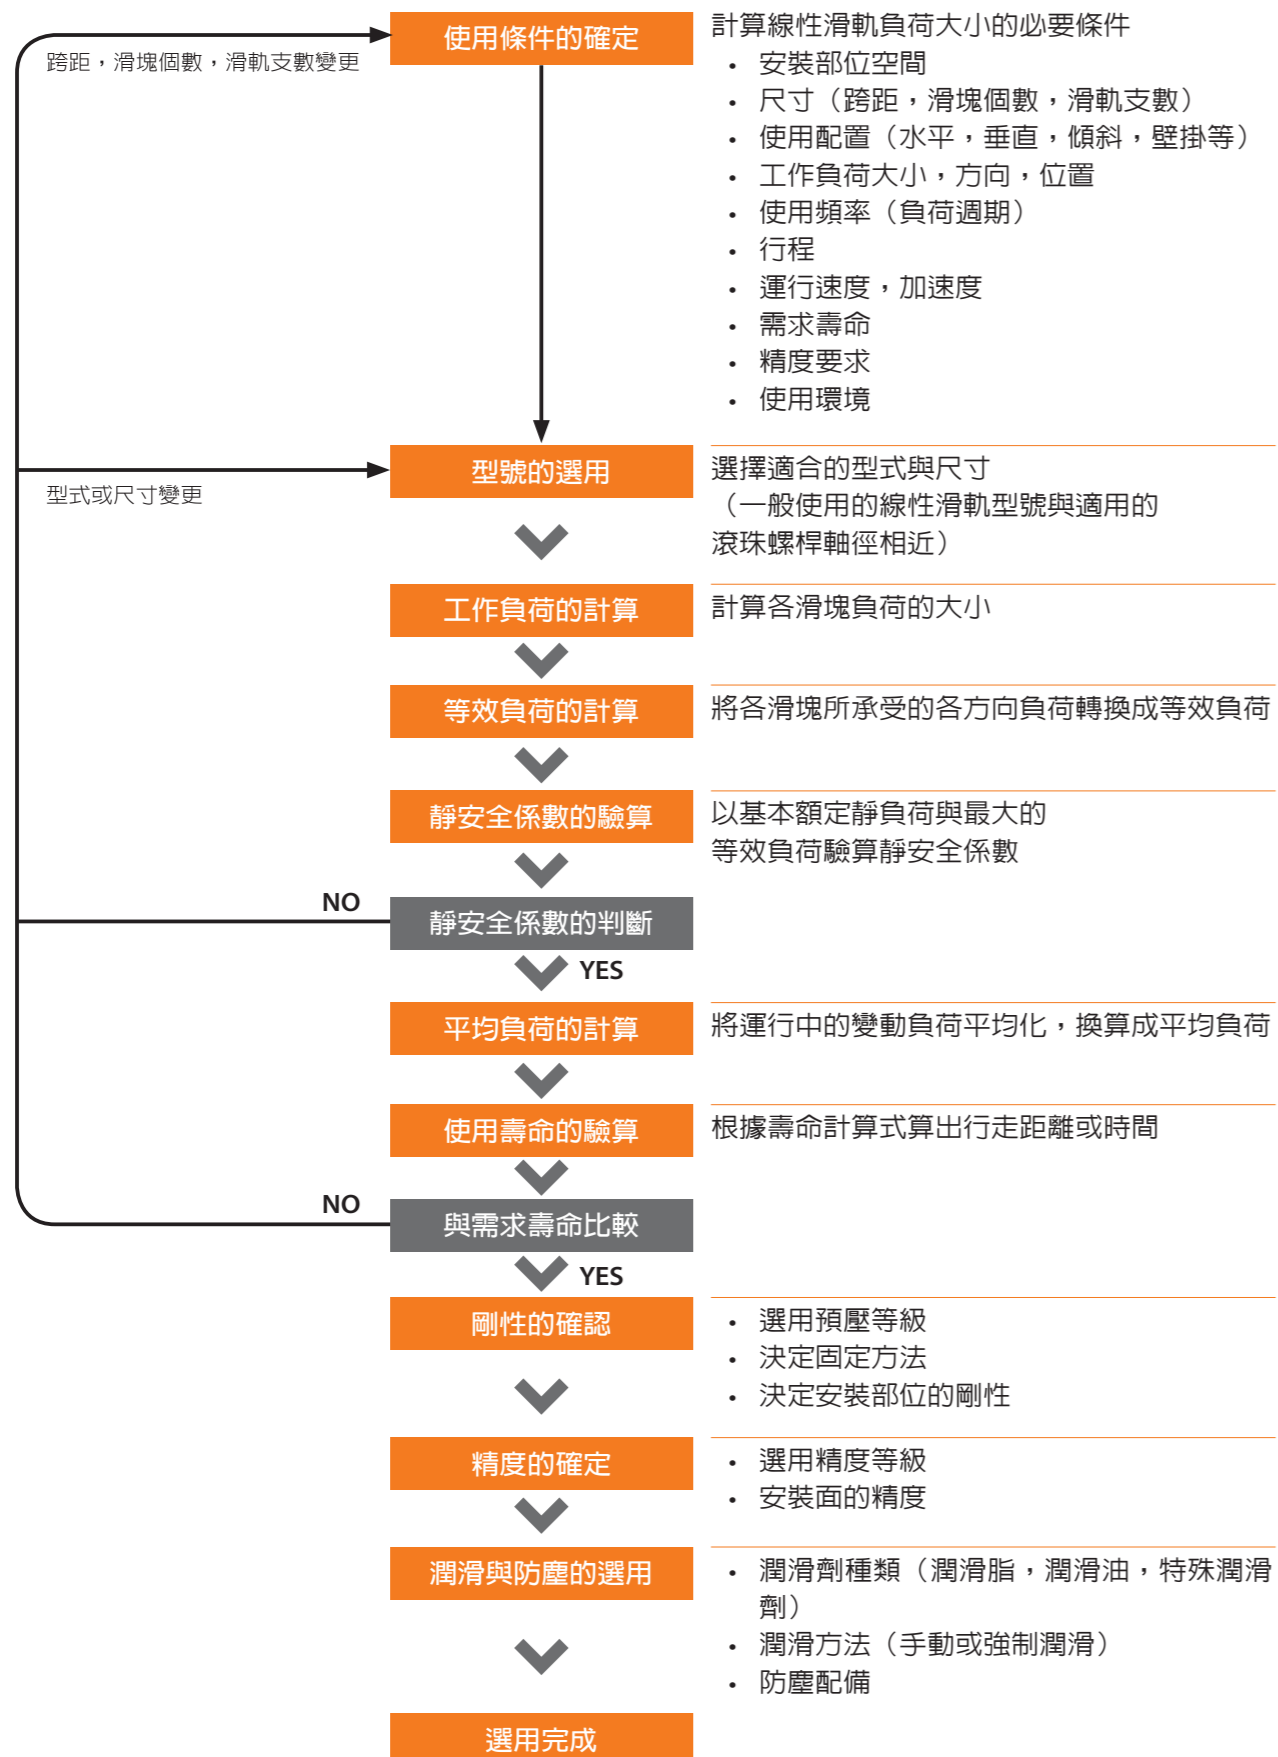 使用條件的確定
跨距，滑塊個數，滑軌支數變更
計算線性滑軌負荷大小的必要條件
• 安裝部位空間
• 尺寸（跨距，滑塊個數，滑軌支數）
• 使用配置（水平，垂直，傾斜，壁掛等）
• 工作負荷大小，方向，位置
• 使用頻率（負荷週期）
• 行程
• 運行速度，加速度
• 需求壽命
• 精度要求
• 使用環境
型號的選用
型式或尺寸變更
選擇適合的型式與尺寸
（一般使用的線性滑軌型號與適用的
滾珠螺桿軸徑相近）
工作負荷的計算
計算各滑塊負荷的大小
等效負荷的計算
將各滑塊所承受的各方向負荷轉換成等效負荷
靜安全係數的驗算
以基本額定靜負荷與最大的
等效負荷驗算靜安全係數
NO
靜安全係數的判斷
YES
平均負荷的計算
將運行中的變動負荷平均化，換算成平均負荷
使用壽命的驗算
根據壽命計算式算出行走距離或時間
NO
與需求壽命比較
YES
剛性的確認
• 選用預壓等級
• 決定固定方法
• 決定安裝部位的剛性
精度的確定
• 選用精度等級
• 安裝面的精度
潤滑與防塵的選用
• 潤滑劑種類（潤滑脂，潤滑油，特殊潤滑
劑）
• 潤滑方法（手動或強制潤滑）
• 防塵配備
選用完成